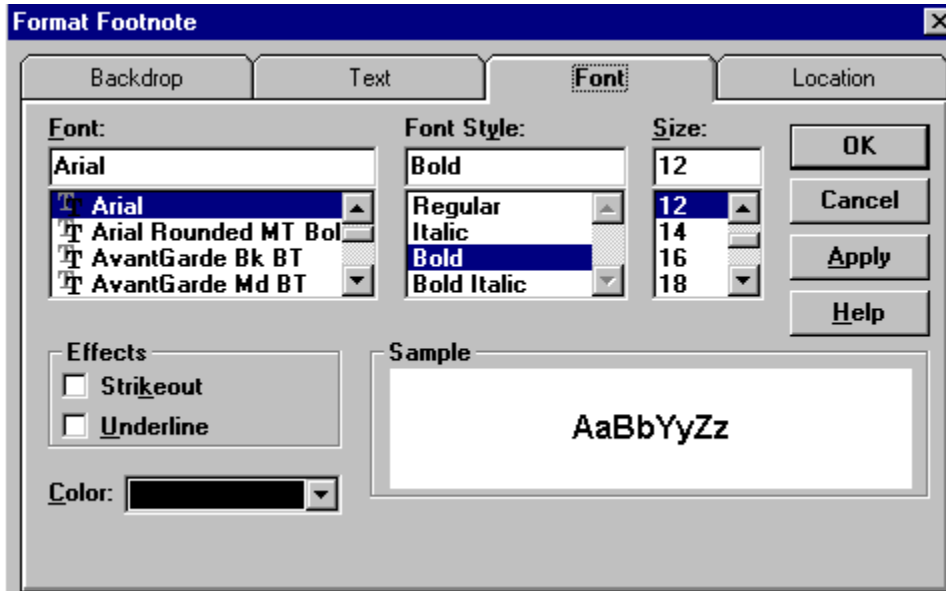 Format Footnote
Backdrop Text Font Location
Font: Font Style: Size:
OK
Arial Bold 12
Arial Regular 12
Cancel
Arial Rounded MT Bol Italic 14
AvantGarde Bk BT Bold 16
Apply
AvantGarde Md BT Bold Italic 18
Help
Effects Sample
Strikeout
Underline
AaBbYyZz
Color: